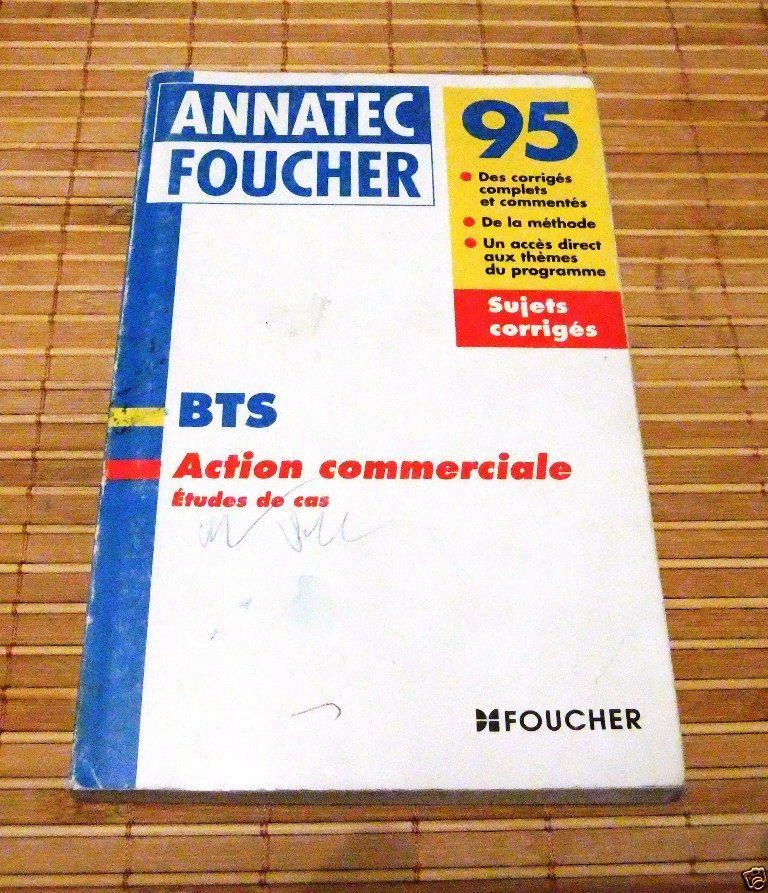 ANNATEC
FOUCHER
95
Des corrigés
complets
et commentés
De la méthode
Un accès direct
aux thèmes
du programme
Sujets
corrigés
BTS
Action commerciale
Études de cas
FOUCHER